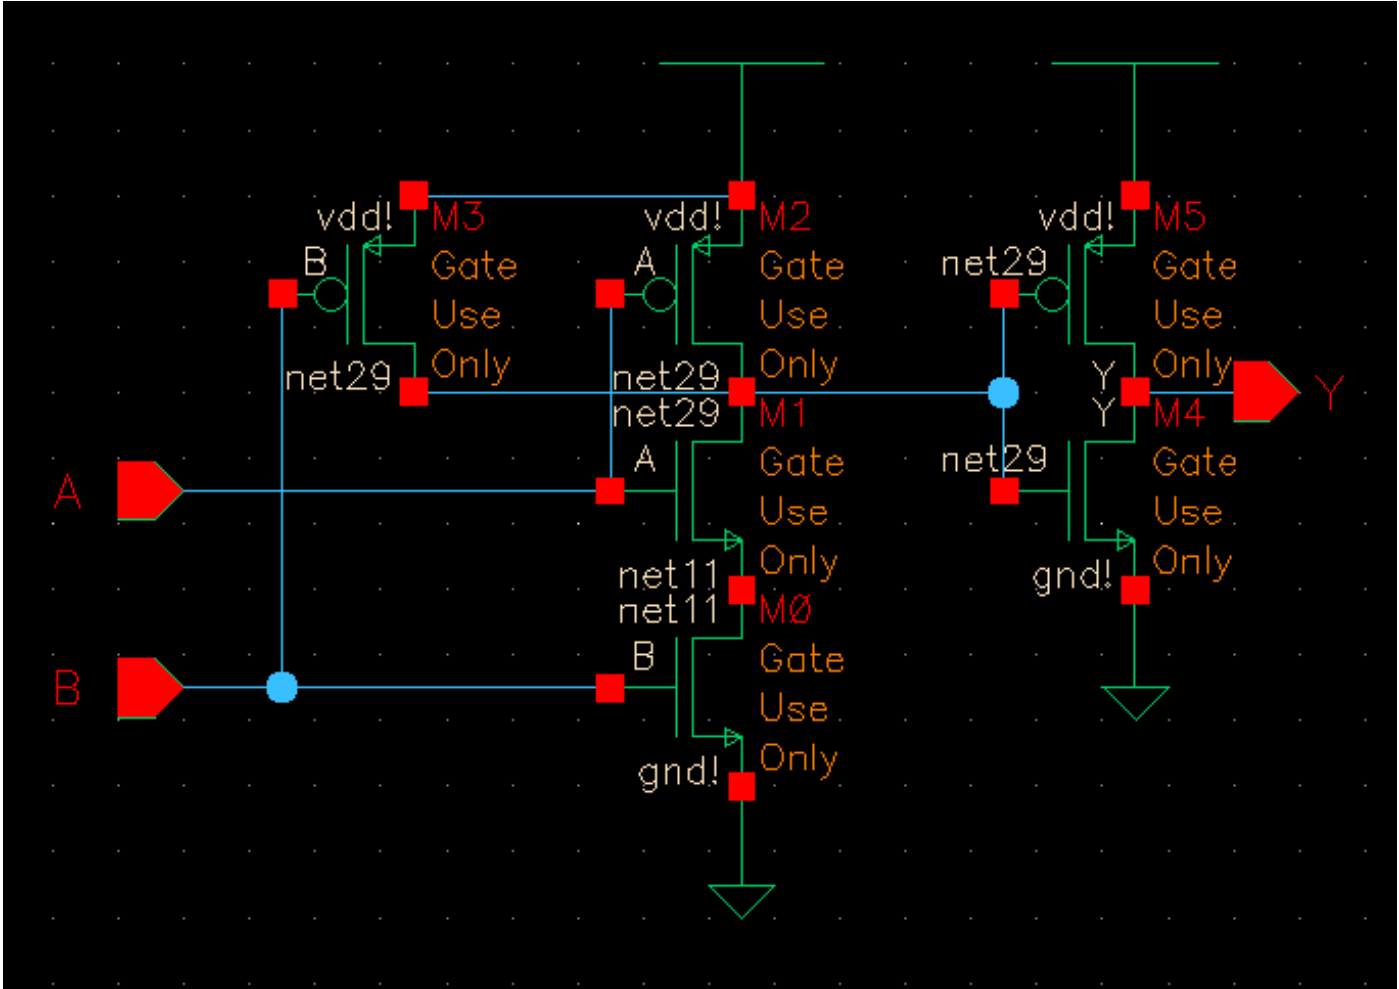 vdd!
M3
B
Gate
Use
Only
net29
vdd!
M2
A
Gate
Use
Only
net29
net29
M1
A
Gate
Use
Only
net11
net11
MØ
B
Gate
Use
Only
gnd!
vdd!
M5
net29
Gate
Use
Only
Y
Y
M4
net29
Gate
Use
Only
gnd!
A
B
Y